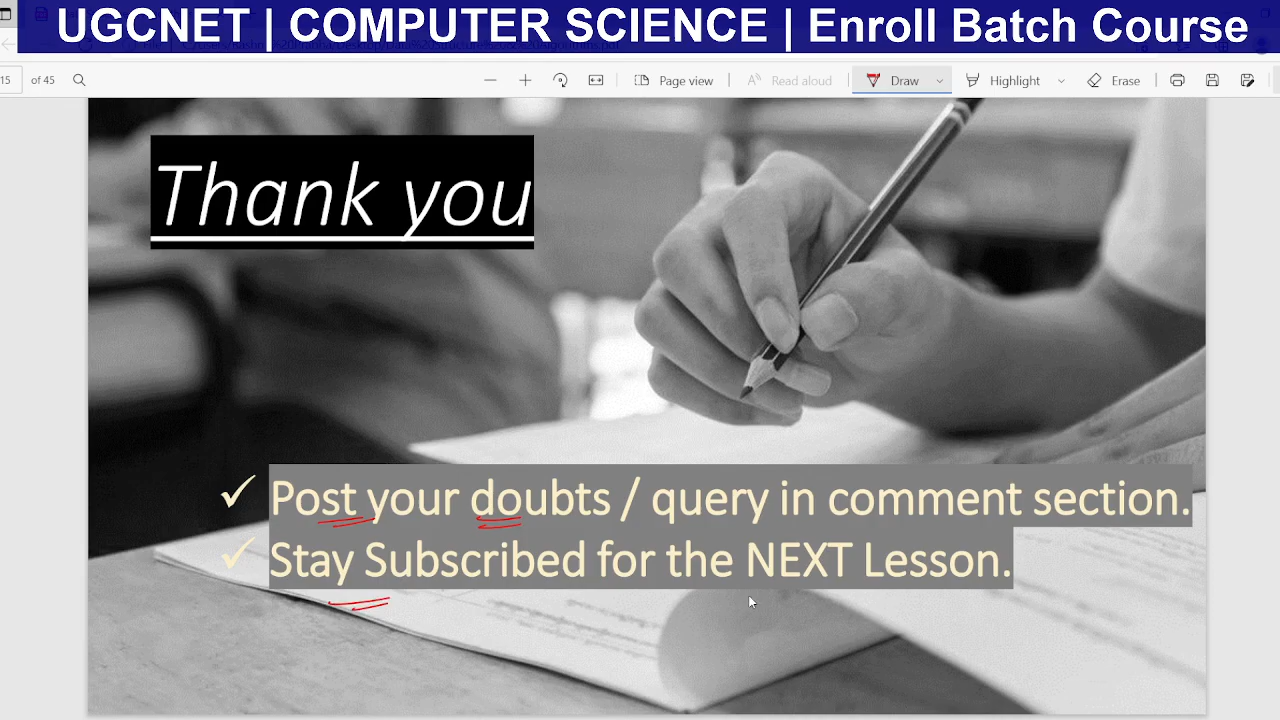 UGCNET | COMPUTER SCIENCE | Enroll Batch Course
15 of 45 Page view Read aloud Draw Highlight Erase
Thank you
✓ Post your doubts / query in comment section.
✓ Stay Subscribed for the NEXT Lesson.